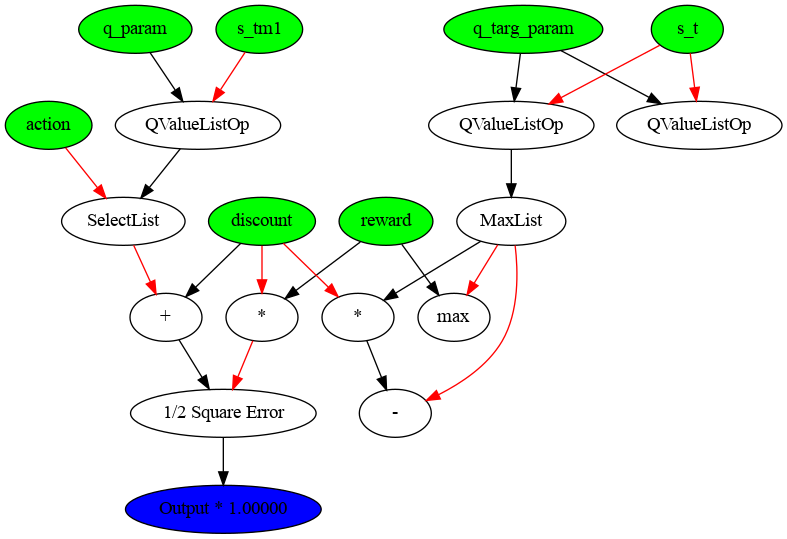 q_param
s_tm1
q_targ_param
s_t
action
QValueListOp
QValueListOp
QValueListOp
SelectList
discount
reward
MaxList
+
*
*
max
1/2 Square Error
-
Output * 1.00000